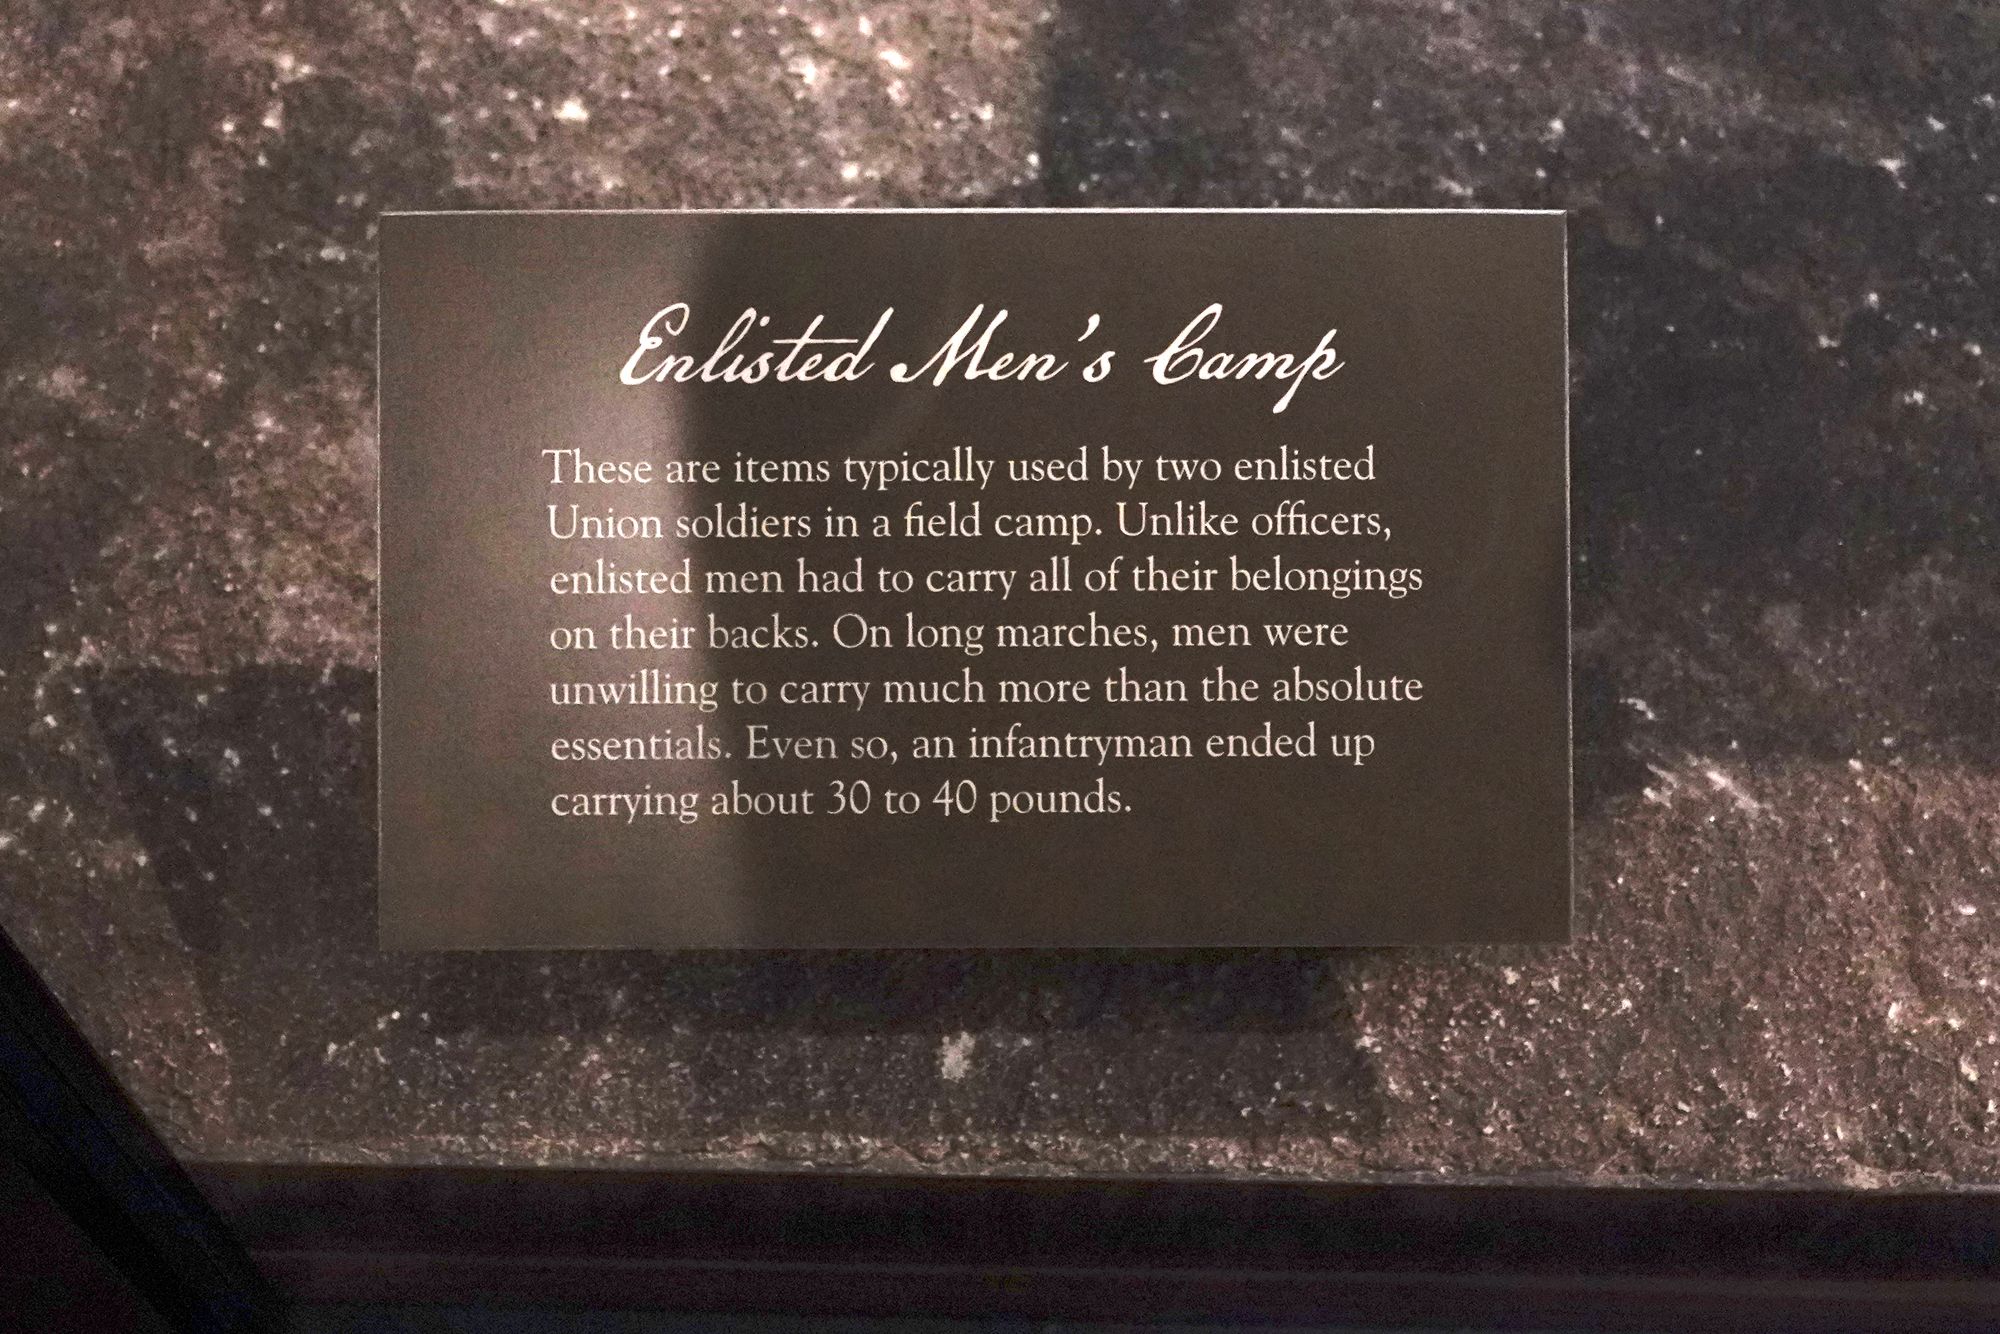 Enlisted Men's Camp
These are items typically used by two enlisted
Union soldiers in a field camp. Unlike officers,
enlisted men had to carry all of their belongings
on their backs. On long marches, men were
unwilling to carry much more than the absolute
essentials. Even so, an infantryman ended up
carrying about 30 to 40 pounds.